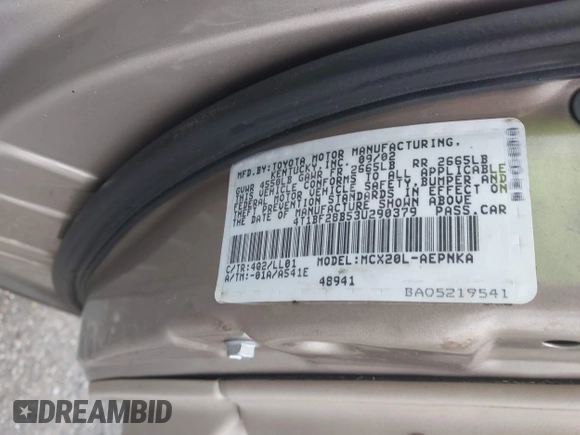 MFD.BY:TOYOTA MOTOR MANUFACTURING,
KENTUCKY, INC. 09/02
GVWR 4550LB GAWR FR 2665LB RR 2665LB
THIS VEHICLE CONFORMS TO ALL APPLICABLE
FEDERAL MOTOR VEHICLE SAFETY, BUMPER AND
THEFT PREVENTION STANDARDS IN EFFECT ON
THE DATE OF MANUFACTURE SHOWN ABOVE
4T1BF28B53U290379 PASS.CAR
C/TR:4Q2/LL01 MODEL:MCX20L-AEPNKA
A/TM:-01A/A541E
48941
BA05219541
DREAMBID